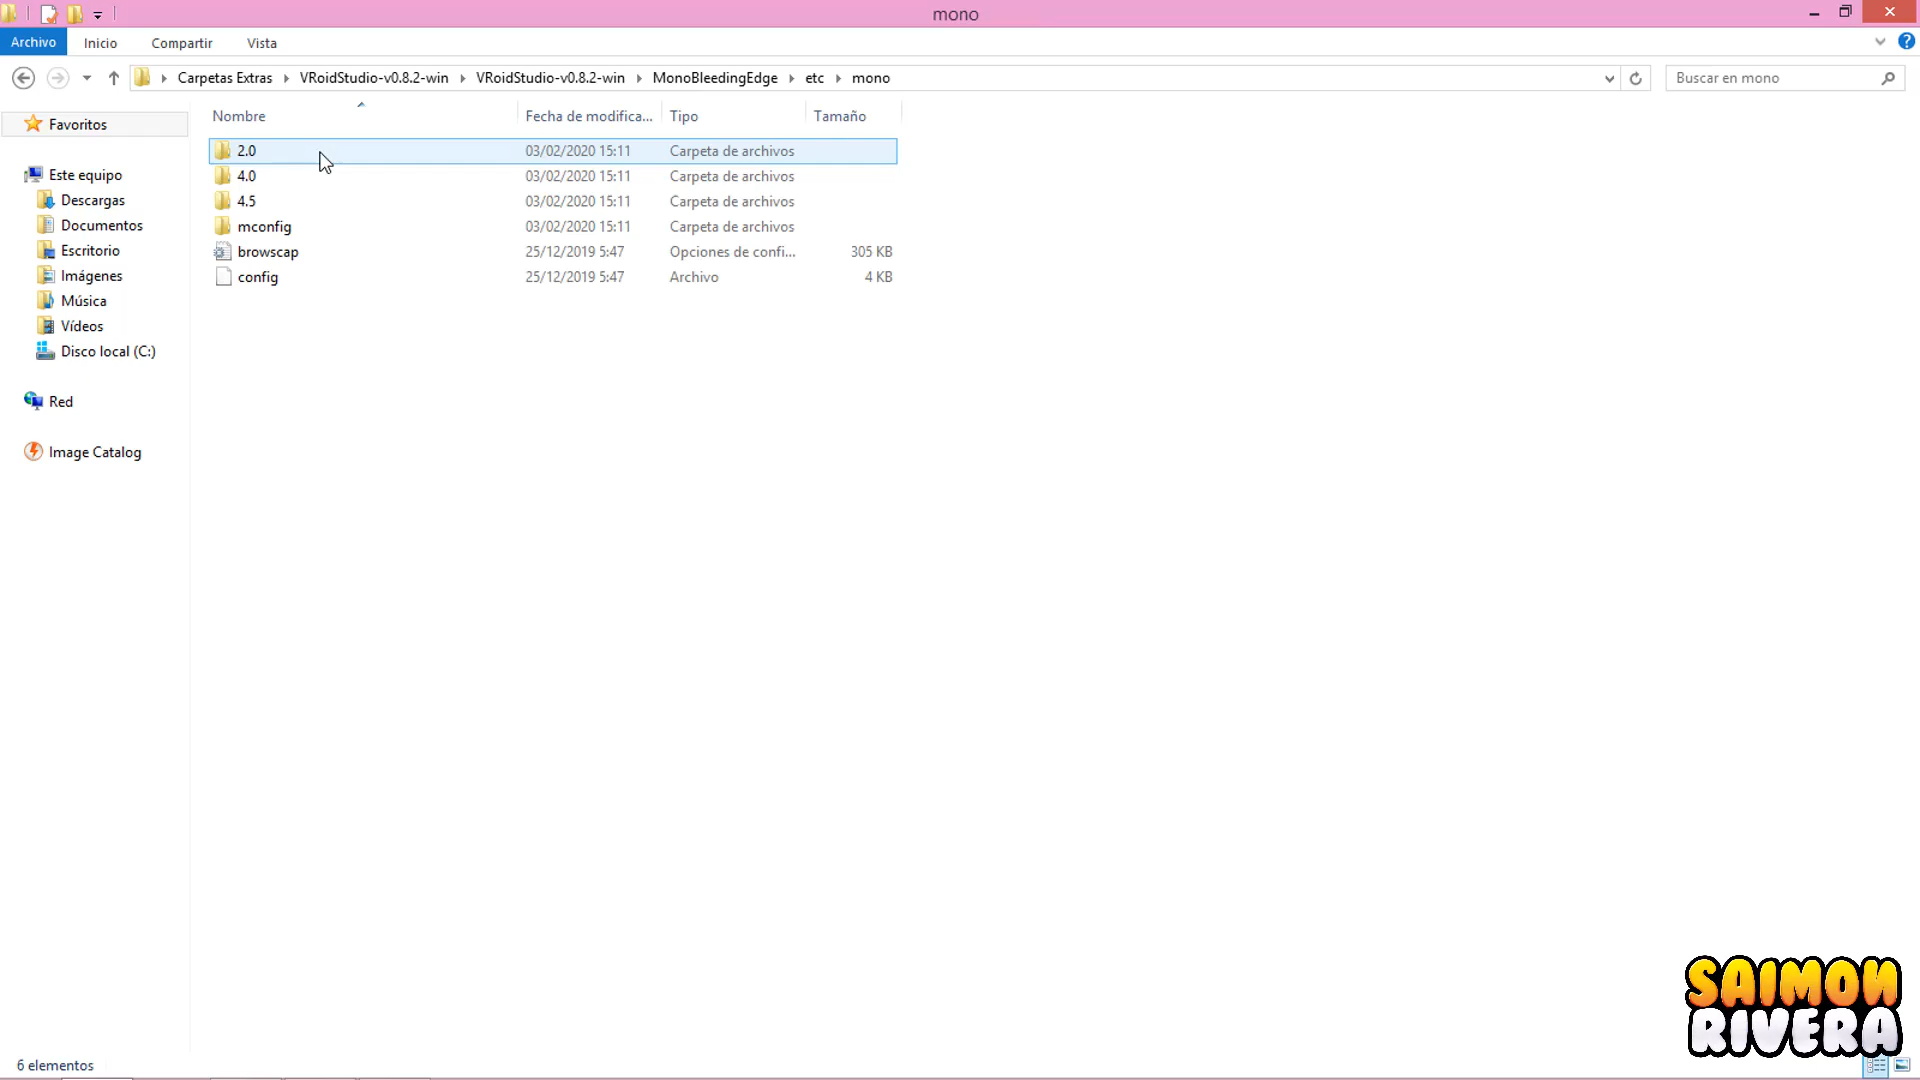 mono
Archivo Inicio Compartir Vista
Carpetas Extras VRoidStudio-v0.8.2-win VRoidStudio-v0.8.2-win MonoBleedingEdge etc mono Buscar en mono
Nombre Fecha de modifica... Tipo Tamaño
2.0 03/02/2020 15:11 Carpeta de archivos
4.0 03/02/2020 15:11 Carpeta de archivos
4.5 03/02/2020 15:11 Carpeta de archivos
mconfig 03/02/2020 15:11 Carpeta de archivos
browscap 25/12/2019 5:47 Opciones de confi... 305 KB
config 25/12/2019 5:47 Archivo 4 KB
Favoritos
Este equipo
Descargas
Documentos
Escritorio
Imágenes
Música
Vídeos
Disco local (C:)
Red
Image Catalog
6 elementos
SAIMON
RIVERA